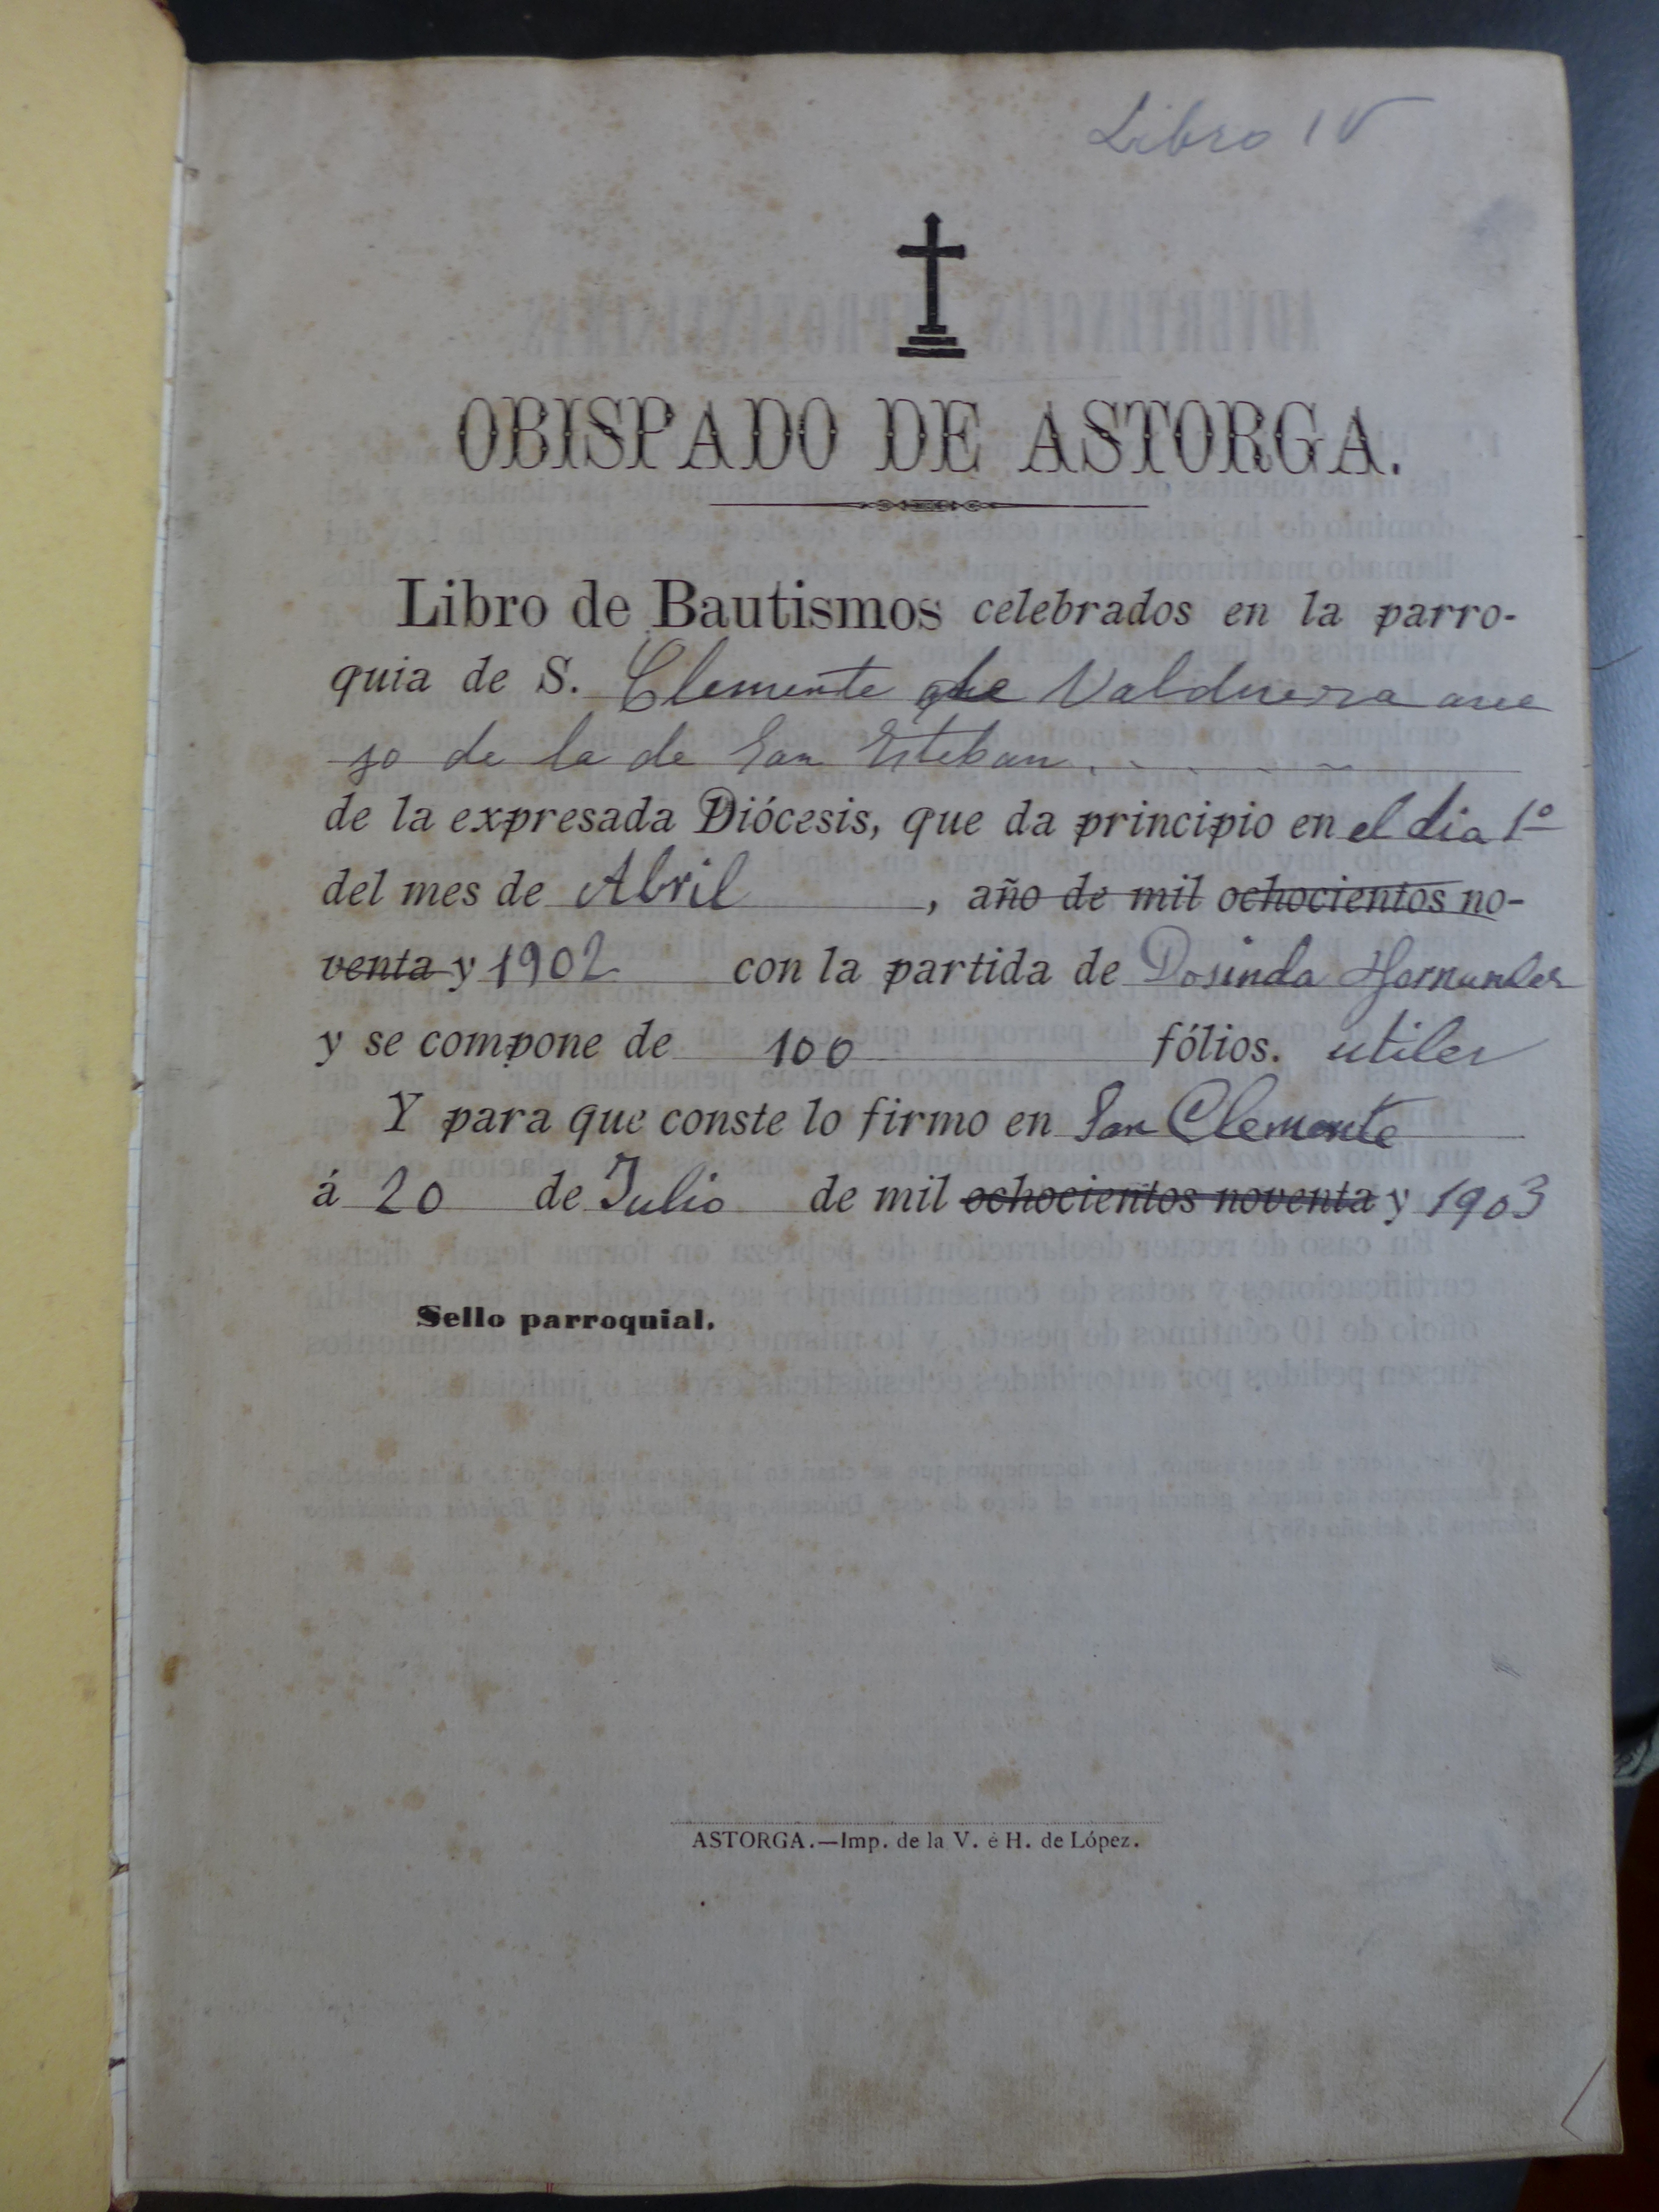 Libro IV
OBISPADO DE ASTORGA.
Libro de Bautismos celebrados en la parro-
quia de S. Clemente de Valdueza ane
jo de la de San Esteban.
de la expresada Diócesis, que da principio en el dia 1º
del mes de Abril, año de mil ochocientos no-
venta y 1902 con la partida de Dosinda Hernandez
y se compone de 100 fólios. utiles
Y para que conste lo firmo en San Clemente
á 20 de Julio de mil ochocientos noventa y 1903
Sello parroquial.
ASTORGA.—Imp. de la V. é H. de López.